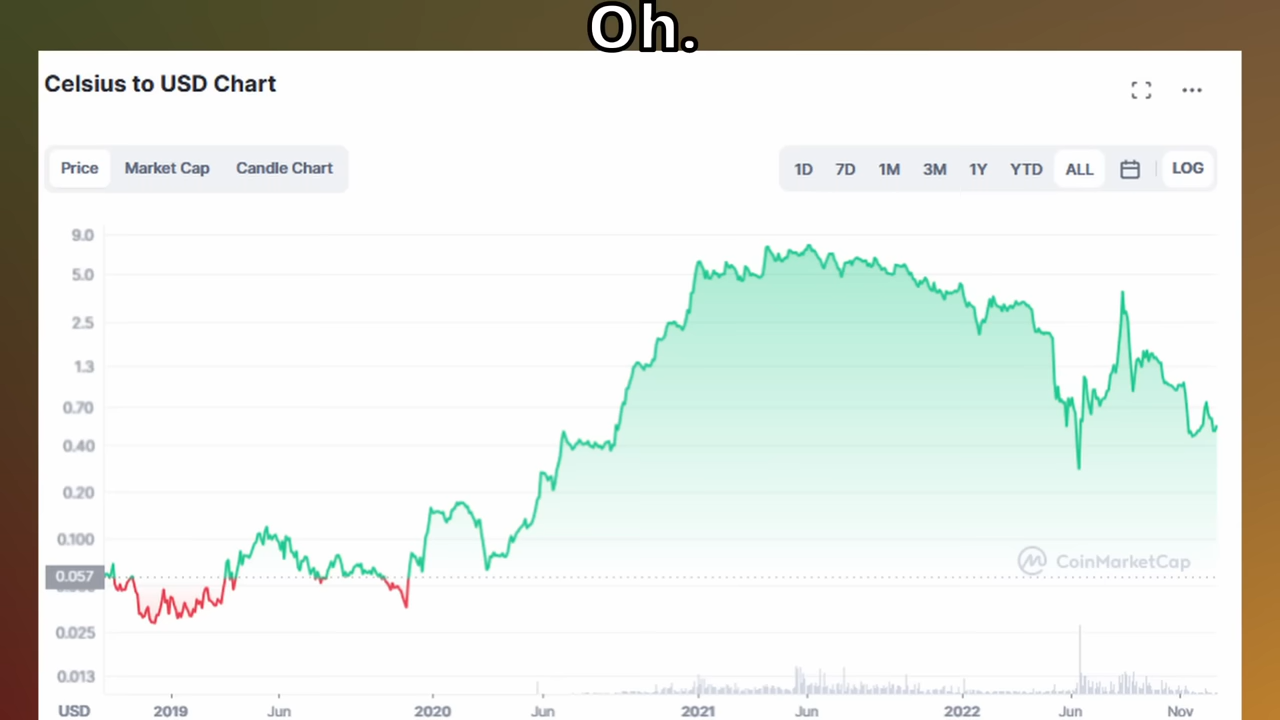 Oh.
Celsius to USD Chart
Price Market Cap Candle Chart 1D 7D 1M 3M 1Y YTD ALL LOG
9.0
5.0
2.5
1.3
0.70
0.40
0.20
0.100
CoinMarketCap
0.057
0.025
0.013
USD 2019 Jun 2020 Jun 2021 Jun 2022 Jun Nov